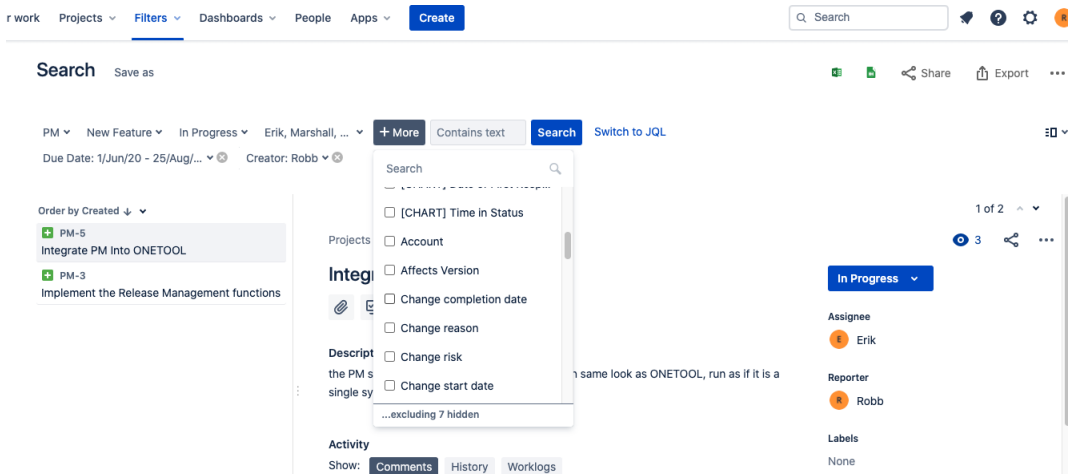 r work Projects Filters Dashboards People Apps Create Search
Search Save as Share Export
PM New Feature In Progress Erik, Marshall, ... + More Contains text Search Switch to JQL
Due Date: 1/Jun/20 - 25/Aug/... Creator: Robb
Search
[CHART] Time in Status
Account
Affects Version
Change completion date
Change reason
Change risk
Change start date
...excluding 7 hidden
Order by Created
PM-5
Integrate PM Into ONETOOL
PM-3
Implement the Release Management functions
1 of 2
Projects
3
Integ
In Progress
Assignee
E Erik
Descript
the PM s n same look as ONETOOL, run as if it is a
single sy
Reporter
R Robb
Activity
Show: Comments History Worklogs
Labels
None